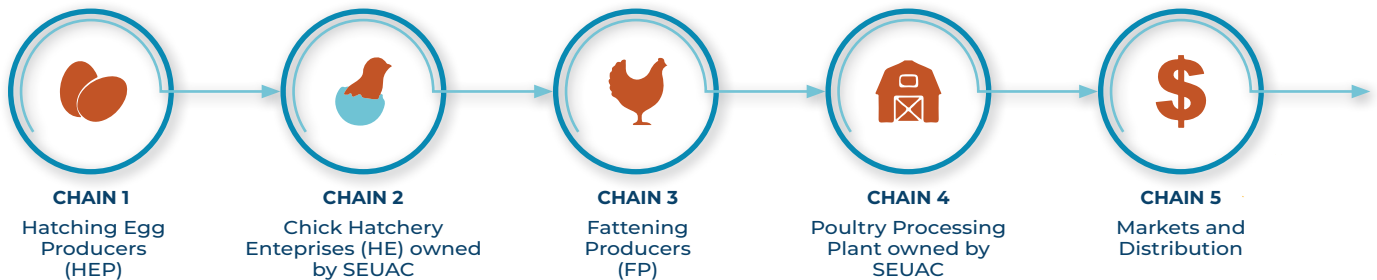 $
CHAIN 1
Hatching Egg
Producers
(HEP)
CHAIN 2
Chick Hatchery
Enteprises (HE) owned
by SEUAC
CHAIN 3
Fattening
Producers
(FP)
CHAIN 4
Poultry Processing
Plant owned by
SEUAC
CHAIN 5
Markets and
Distribution